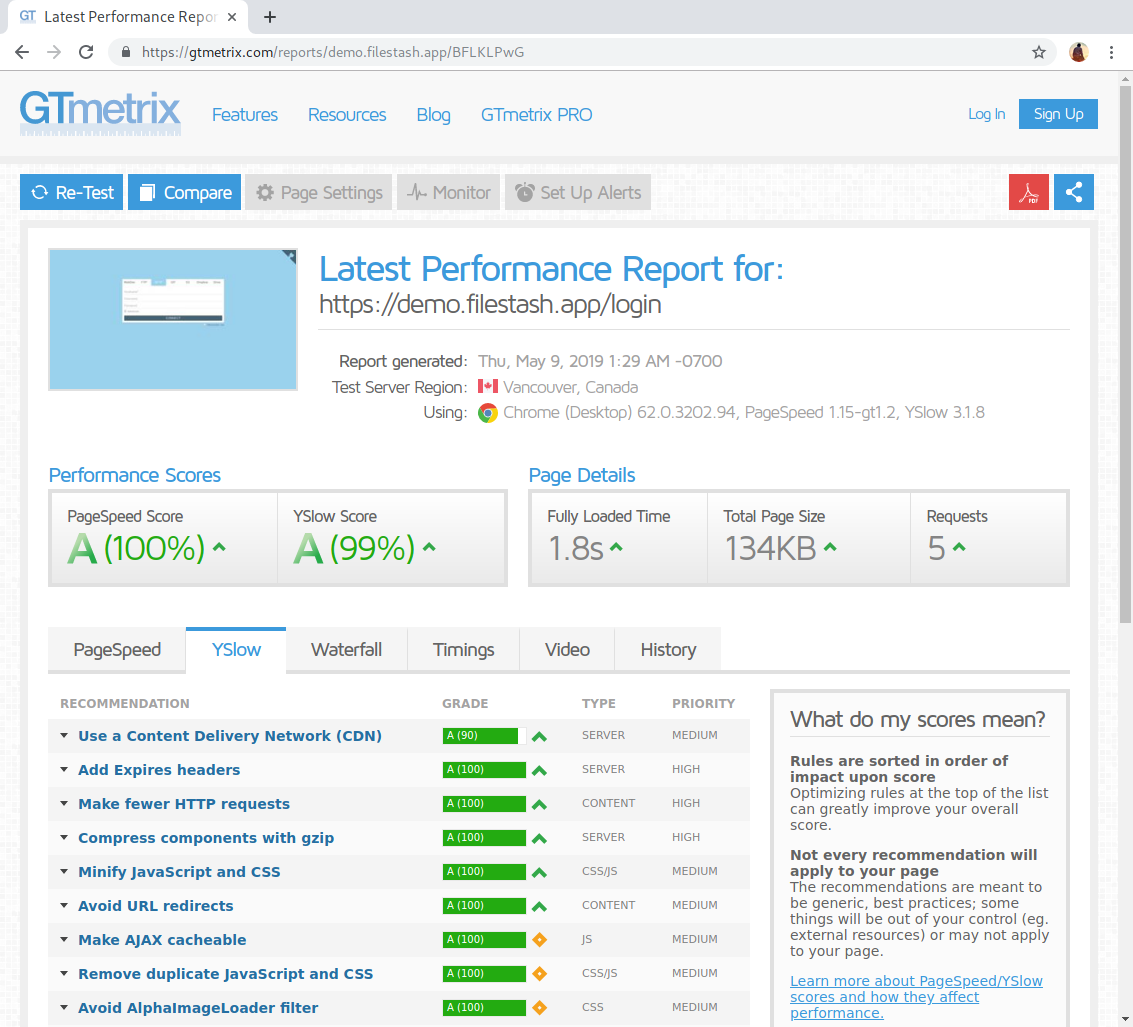 GT Latest Performance Repor
https://gtmetrix.com/reports/demo.filestash.app/BFLKLPwG
GTmetrix Features Resources Blog GTmetrix PRO Log In Sign Up
Re-Test Compare Page Settings Monitor Set Up Alerts PDF
Latest Performance Report for:
https://demo.filestash.app/login
Report generated: Thu, May 9, 2019 1:29 AM -0700
Test Server Region: Vancouver, Canada
Using: Chrome (Desktop) 62.0.3202.94, PageSpeed 1.15-gt1.2, YSlow 3.1.8
Performance Scores
PageSpeed Score YSlow Score
A (100%) A (99%)
Page Details
Fully Loaded Time Total Page Size Requests
1.8s 134KB 5
PageSpeed YSlow Waterfall Timings Video History
RECOMMENDATION GRADE TYPE PRIORITY
Use a Content Delivery Network (CDN) A (90) SERVER MEDIUM
Add Expires headers A (100) SERVER HIGH
Make fewer HTTP requests A (100) CONTENT HIGH
Compress components with gzip A (100) SERVER HIGH
Minify JavaScript and CSS A (100) CSS/JS MEDIUM
Avoid URL redirects A (100) CONTENT MEDIUM
Make AJAX cacheable A (100) JS MEDIUM
Remove duplicate JavaScript and CSS A (100) CSS/JS MEDIUM
Avoid AlphaImageLoader filter A (100) CSS MEDIUM
What do my scores mean?
Rules are sorted in order of
impact upon score
Optimizing rules at the top of the list
can greatly improve your overall
score.
Not every recommendation will
apply to your page
The recommendations are meant to
be generic, best practices; some
things will be out of your control (eg.
external resources) or may not apply
to your page.
Learn more about PageSpeed/YSlow
scores and how they affect
performance.